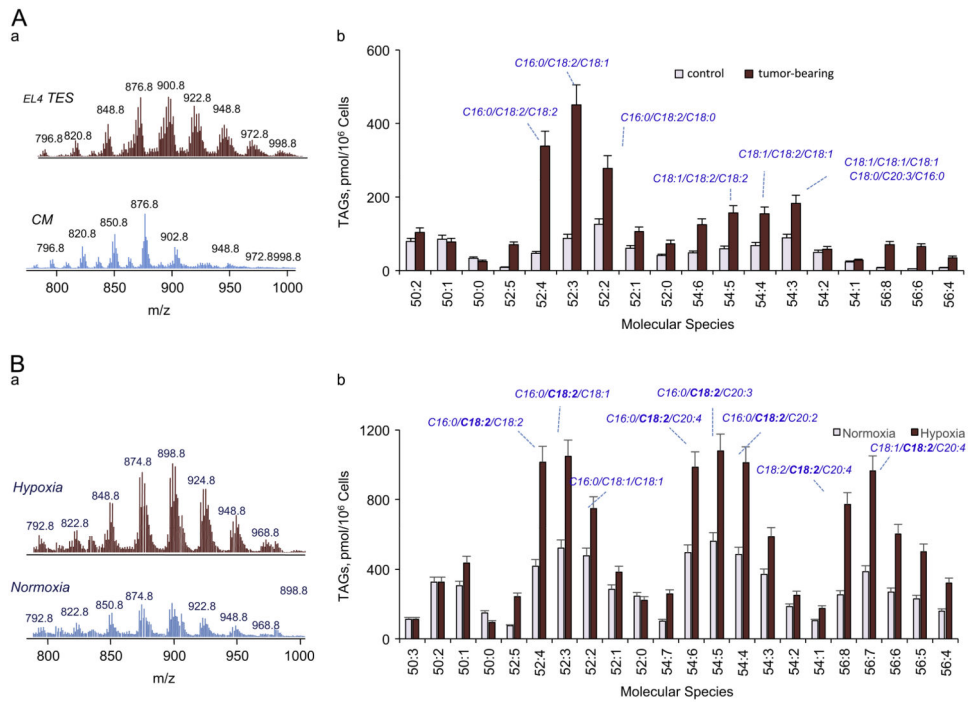 A
a
EL4 TES
796.8 820.8 848.8 876.8 900.8 922.8 948.8 972.8 998.8
CM
796.8 820.8 850.8 876.8 902.8 948.8 972.8 998.8
800 850 900 950 1000
m/z
b
TAGs, pmol/10⁶ Cells
600
400
200
0
control tumor-bearing
C16:0/C18:2/C18:1
C16:0/C18:2/C18:2
C16:0/C18:2/C18:0
C18:1/C18:2/C18:2
C18:1/C18:2/C18:1
C18:1/C18:1/C18:1
C18:0/C20:3/C16:0
50:2 50:1 50:0 52:5 52:4 52:3 52:2 52:1 52:0 54:6 54:5 54:4 54:3 54:2 54:1 56:8 56:6 56:4
Molecular Species
B
a
Hypoxia
792.8 822.8 848.8 874.8 898.8 924.8 948.8 968.8
Normoxia
792.8 822.8 850.8 874.8 922.8 948.8 968.8 898.8
800 850 900 950 1000
m/z
b
TAGs, pmol/10⁶ Cells
1200
800
400
0
Normoxia Hypoxia
C16:0/C18:2/C18:2
C16:0/C18:2/C18:1
C16:0/C18:1/C18:1
C16:0/C18:2/C20:4
C16:0/C18:2/C20:3
C16:0/C18:2/C20:2
C18:2/C18:2/C20:4
C18:1/C18:2/C20:4
50:3 50:2 50:1 50:0 52:5 52:4 52:3 52:2 52:1 52:0 54:7 54:6 54:5 54:4 54:3 54:2 54:1 56:8 56:7 56:6 56:5 56:4
Molecular Species